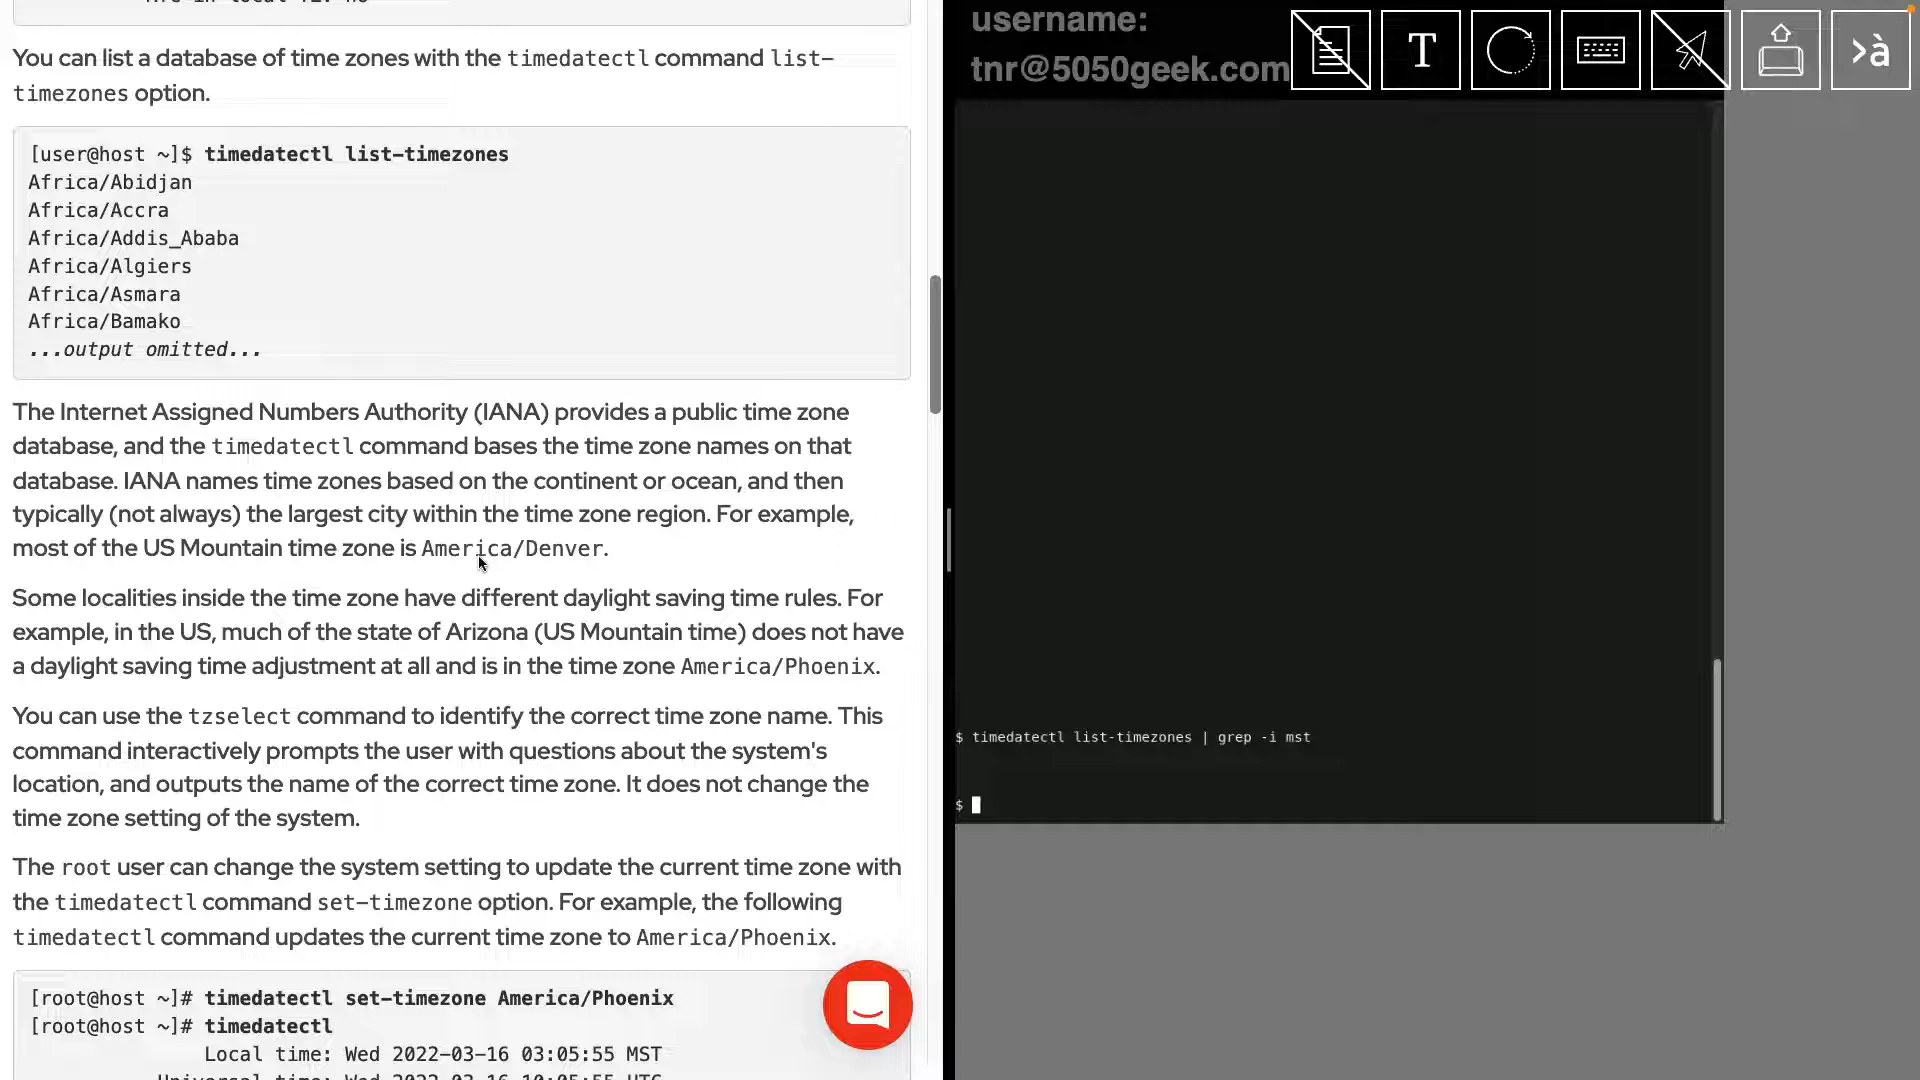 You can list a database of time zones with the timedatectl command list-
timezones option.
[user@host ~]$ timedatectl list-timezones
Africa/Abidjan
Africa/Accra
Africa/Addis_Ababa
Africa/Algiers
Africa/Asmara
Africa/Bamako
...output omitted...
The Internet Assigned Numbers Authority (IANA) provides a public time zone
database, and the timedatectl command bases the time zone names on that
database. IANA names time zones based on the continent or ocean, and then
typically (not always) the largest city within the time zone region. For example,
most of the US Mountain time zone is America/Denver.
Some localities inside the time zone have different daylight saving time rules. For
example, in the US, much of the state of Arizona (US Mountain time) does not have
a daylight saving time adjustment at all and is in the time zone America/Phoenix.
You can use the tzselect command to identify the correct time zone name. This
command interactively prompts the user with questions about the system's
location, and outputs the name of the correct time zone. It does not change the
time zone setting of the system.
The root user can change the system setting to update the current time zone with
the timedatectl command set-timezone option. For example, the following
timedatectl command updates the current time zone to America/Phoenix.
[root@host ~]# timedatectl set-timezone America/Phoenix
[root@host ~]# timedatectl
Local time: Wed 2022-03-16 03:05:55 MST
Universal time: Wed 2022-03-16 10:05:55 UTC
username:
tnr@5050geek.com
T
>à
$ timedatectl list-timezones | grep -i mst
$